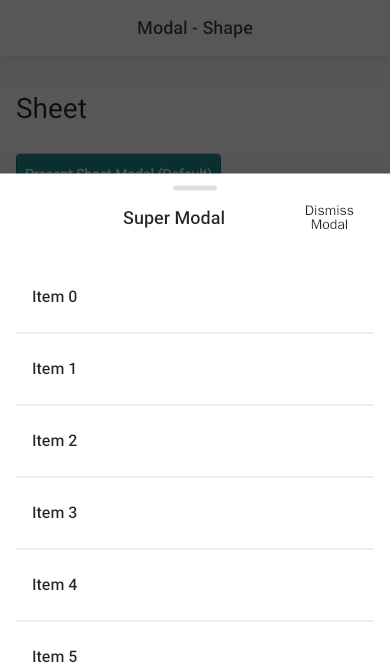 Modal - Shape
Sheet
Present Sheet Modal (Default)
Super Modal
Dismiss
Modal
Item 0
Item 1
Item 2
Item 3
Item 4
Item 5